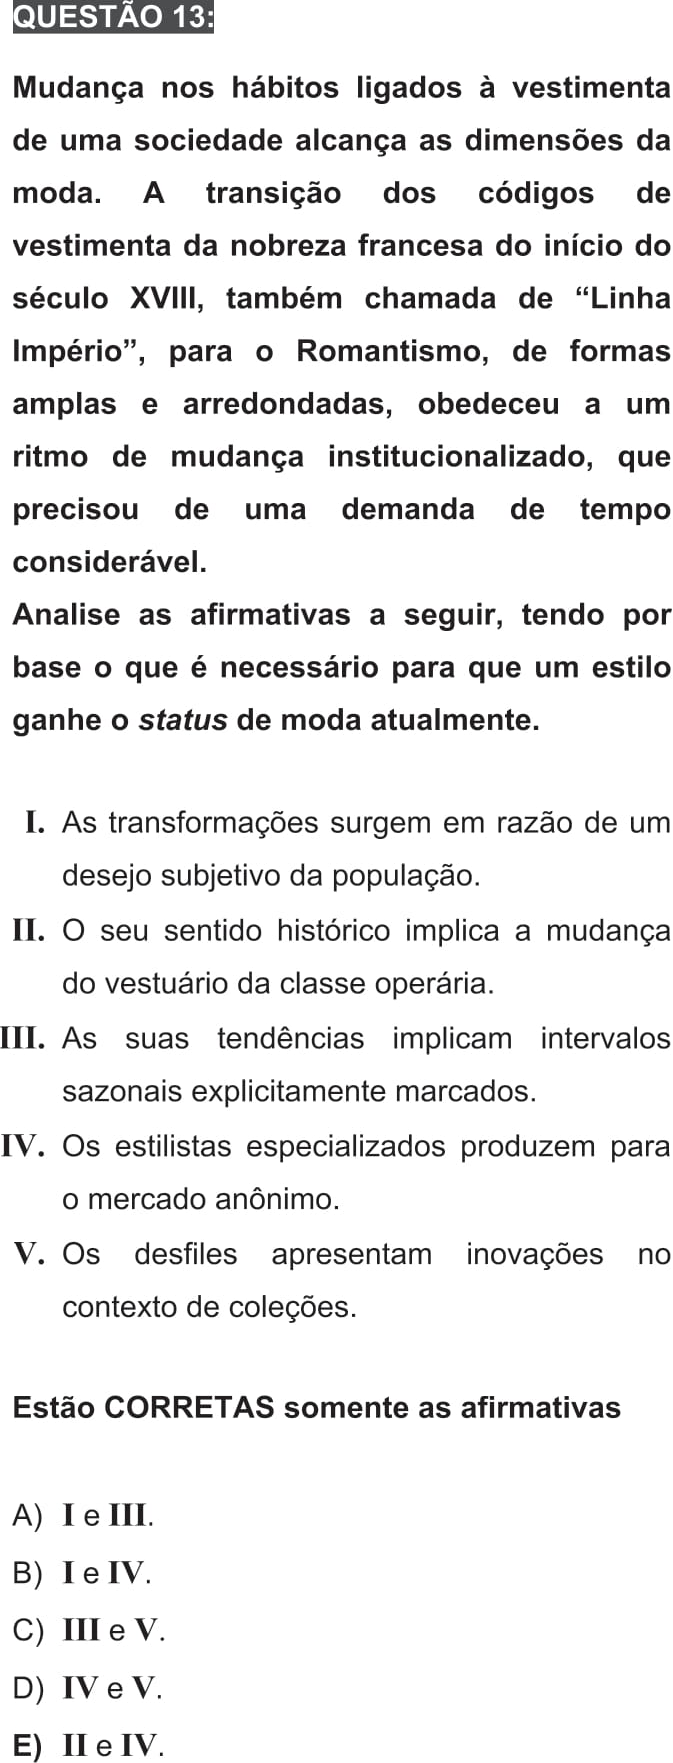 QUESTÃO 13:
Mudança nos hábitos ligados à vestimenta
de uma sociedade alcança as dimensões da
moda. A transição dos códigos de
vestimenta da nobreza francesa do início do
século XVIII, também chamada de “Linha
Império”, para o Romantismo, de formas
amplas e arredondadas, obedeceu a um
ritmo de mudança institucionalizado, que
precisou de uma demanda de tempo
considerável.
Analise as afirmativas a seguir, tendo por
base o que é necessário para que um estilo
ganhe o status de moda atualmente.
I. As transformações surgem em razão de um
desejo subjetivo da população.
II. O seu sentido histórico implica a mudança
do vestuário da classe operária.
III. As suas tendências implicam intervalos
sazonais explicitamente marcados.
IV. Os estilistas especializados produzem para
o mercado anônimo.
V. Os desfiles apresentam inovações no
contexto de coleções.
Estão CORRETAS somente as afirmativas
A) I e III.
B) I e IV.
C) III e V.
D) IV e V.
E) II e IV.